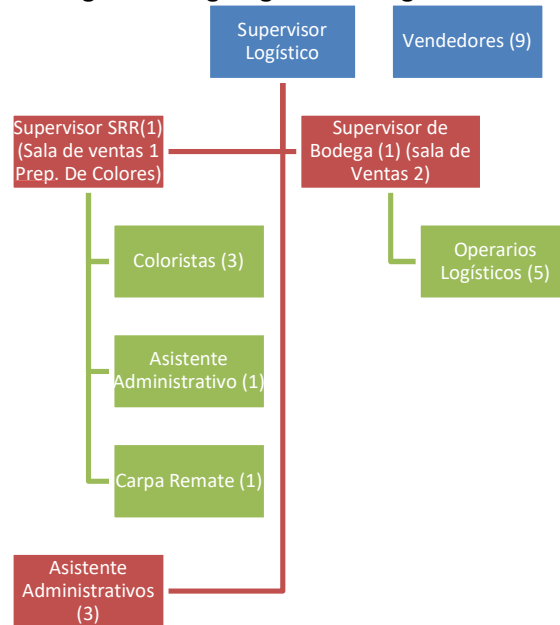 Supervisor
Logístico
Vendedores (9)
Supervisor SRR(1)
(Sala de ventas 1
Prep. De Colores)
Supervisor de
Bodega (1) (sala de
Ventas 2)
Coloristas (3)
Operarios
Logísticos (5)
Asistente
Administrativo (1)
Carpa Remate (1)
Asistente
Administrativos
(3)